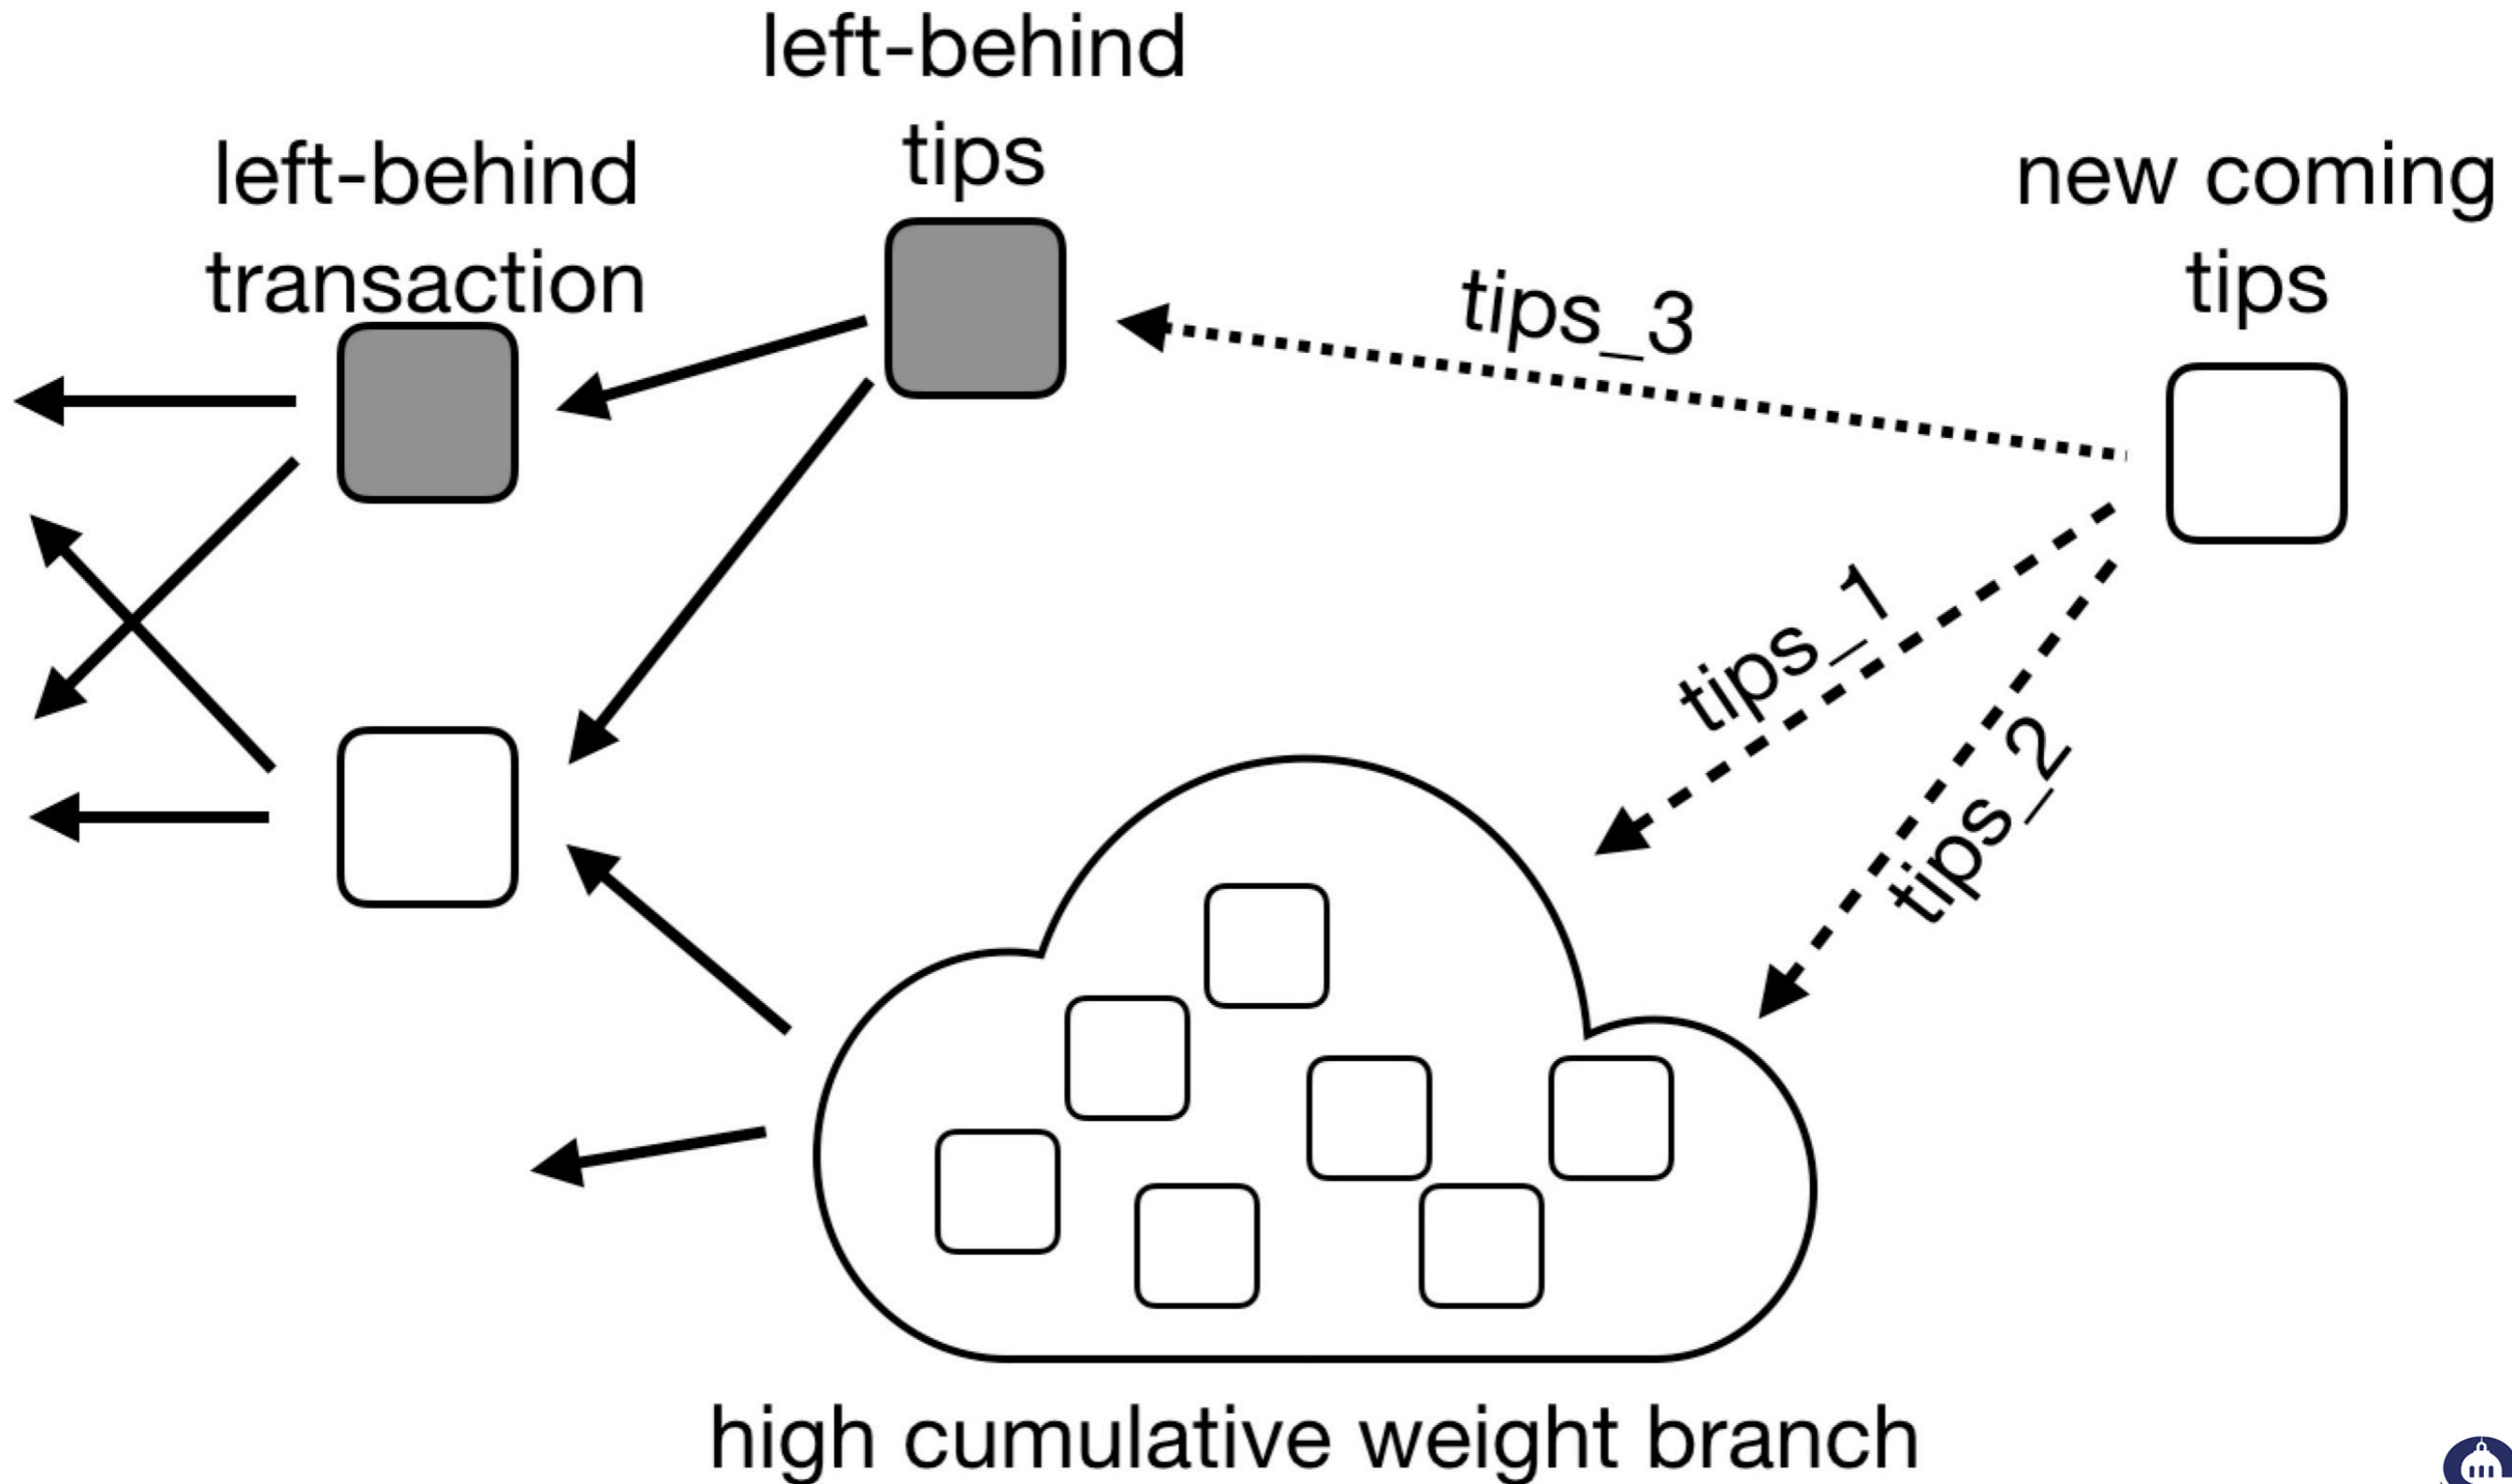 left-behind
tips
left-behind
transaction
new coming
tips
tips_3
tips_1
tips_2
high cumulative weight branch